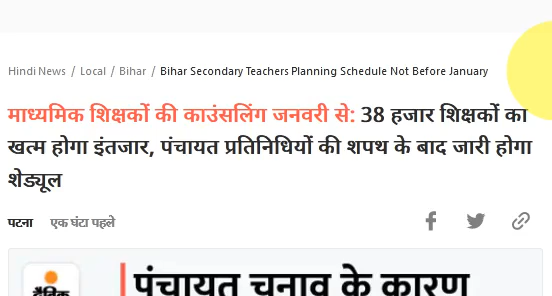 Hindi News / Local / Bihar / Bihar Secondary Teachers Planning Schedule Not Before January
माध्यमिक शिक्षकों की काउंसलिंग जनवरी से: 38 हजार शिक्षकों का
खत्म होगा इंतजार, पंचायत प्रतिनिधियों की शपथ के बाद जारी होगा
शेड्यूल
पटना एक घंटा पहले
दैनिक
पंचायत चुनाव के कारण